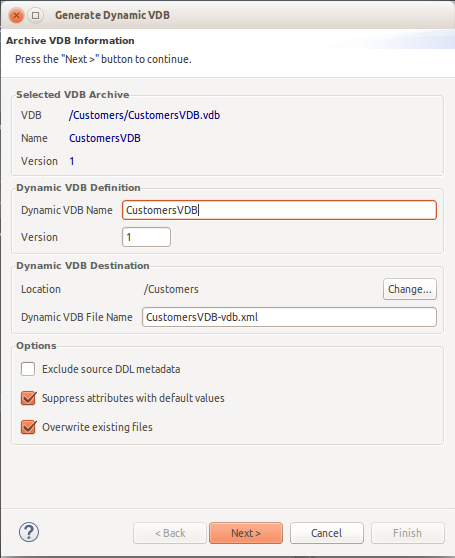 Generate Dynamic VDB
Archive VDB Information
Press the "Next >" button to continue.
Selected VDB Archive
VDB /Customers/CustomersVDB.vdb
Name CustomersVDB
Version 1
Dynamic VDB Definition
Dynamic VDB Name CustomersVDB
Version 1
Dynamic VDB Destination
Location /Customers Change...
Dynamic VDB File Name CustomersVDB-vdb.xml
Options
Exclude source DDL metadata
Suppress attributes with default values
Overwrite existing files
? < Back Next > Cancel Finish